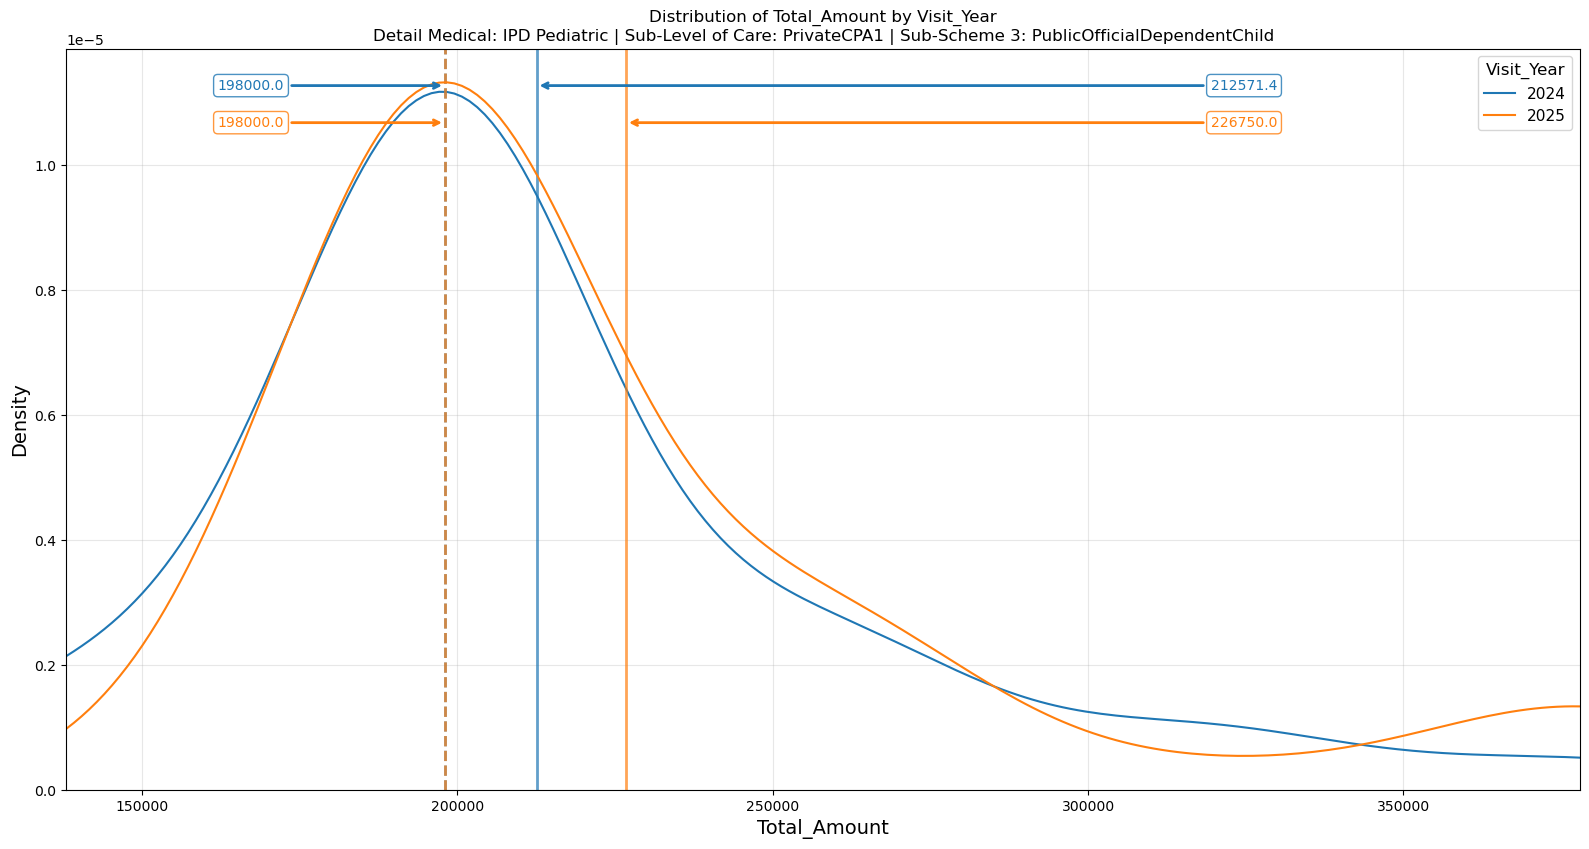 Distribution of Total_Amount by Visit_Year
Detail Medical: IPD Pediatric | Sub-Level of Care: PrivateCPA1 | Sub-Scheme 3: PublicOfficialDependentChild
1e−5
Visit_Year
2024
2025
198000.0
212571.4
198000.0
226750.0
1.0
0.8
0.6
0.4
0.2
0.0
Density
150000
200000
250000
300000
350000
Total_Amount